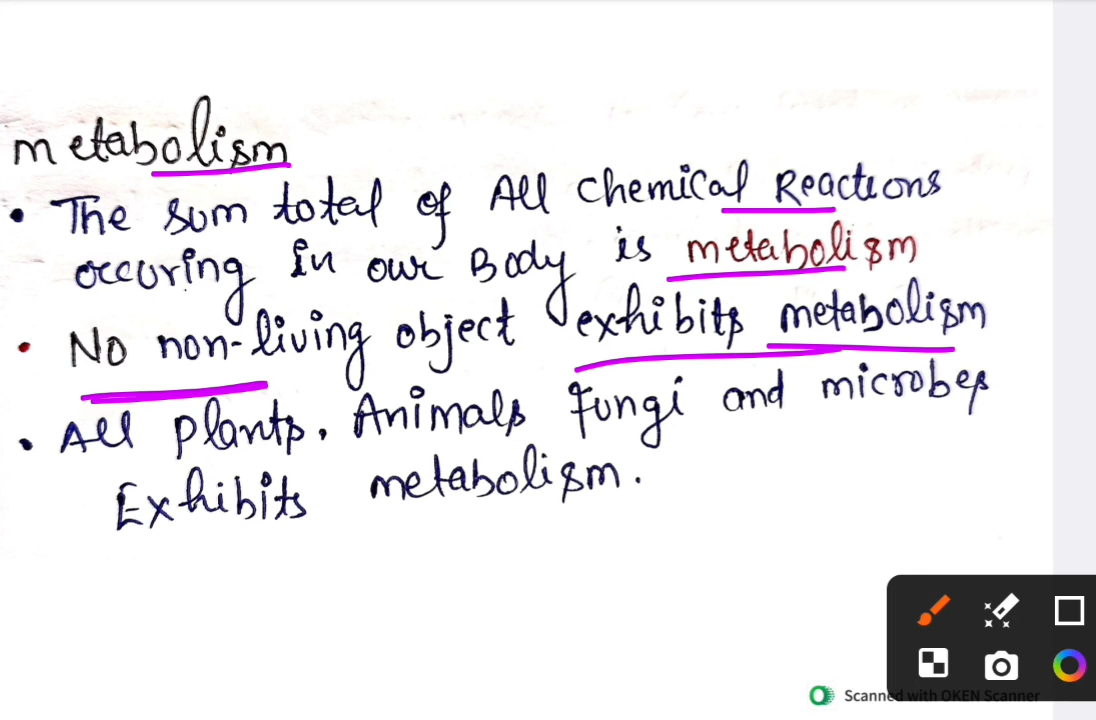 metabolism
• The sum total of All chemical Reactions
occuring in our Body is metabolism
• No non-living object exhibits metabolism
• All plants, Animals fungi and microbes
Exhibits metabolism.
Scanned with OKEN Scanner